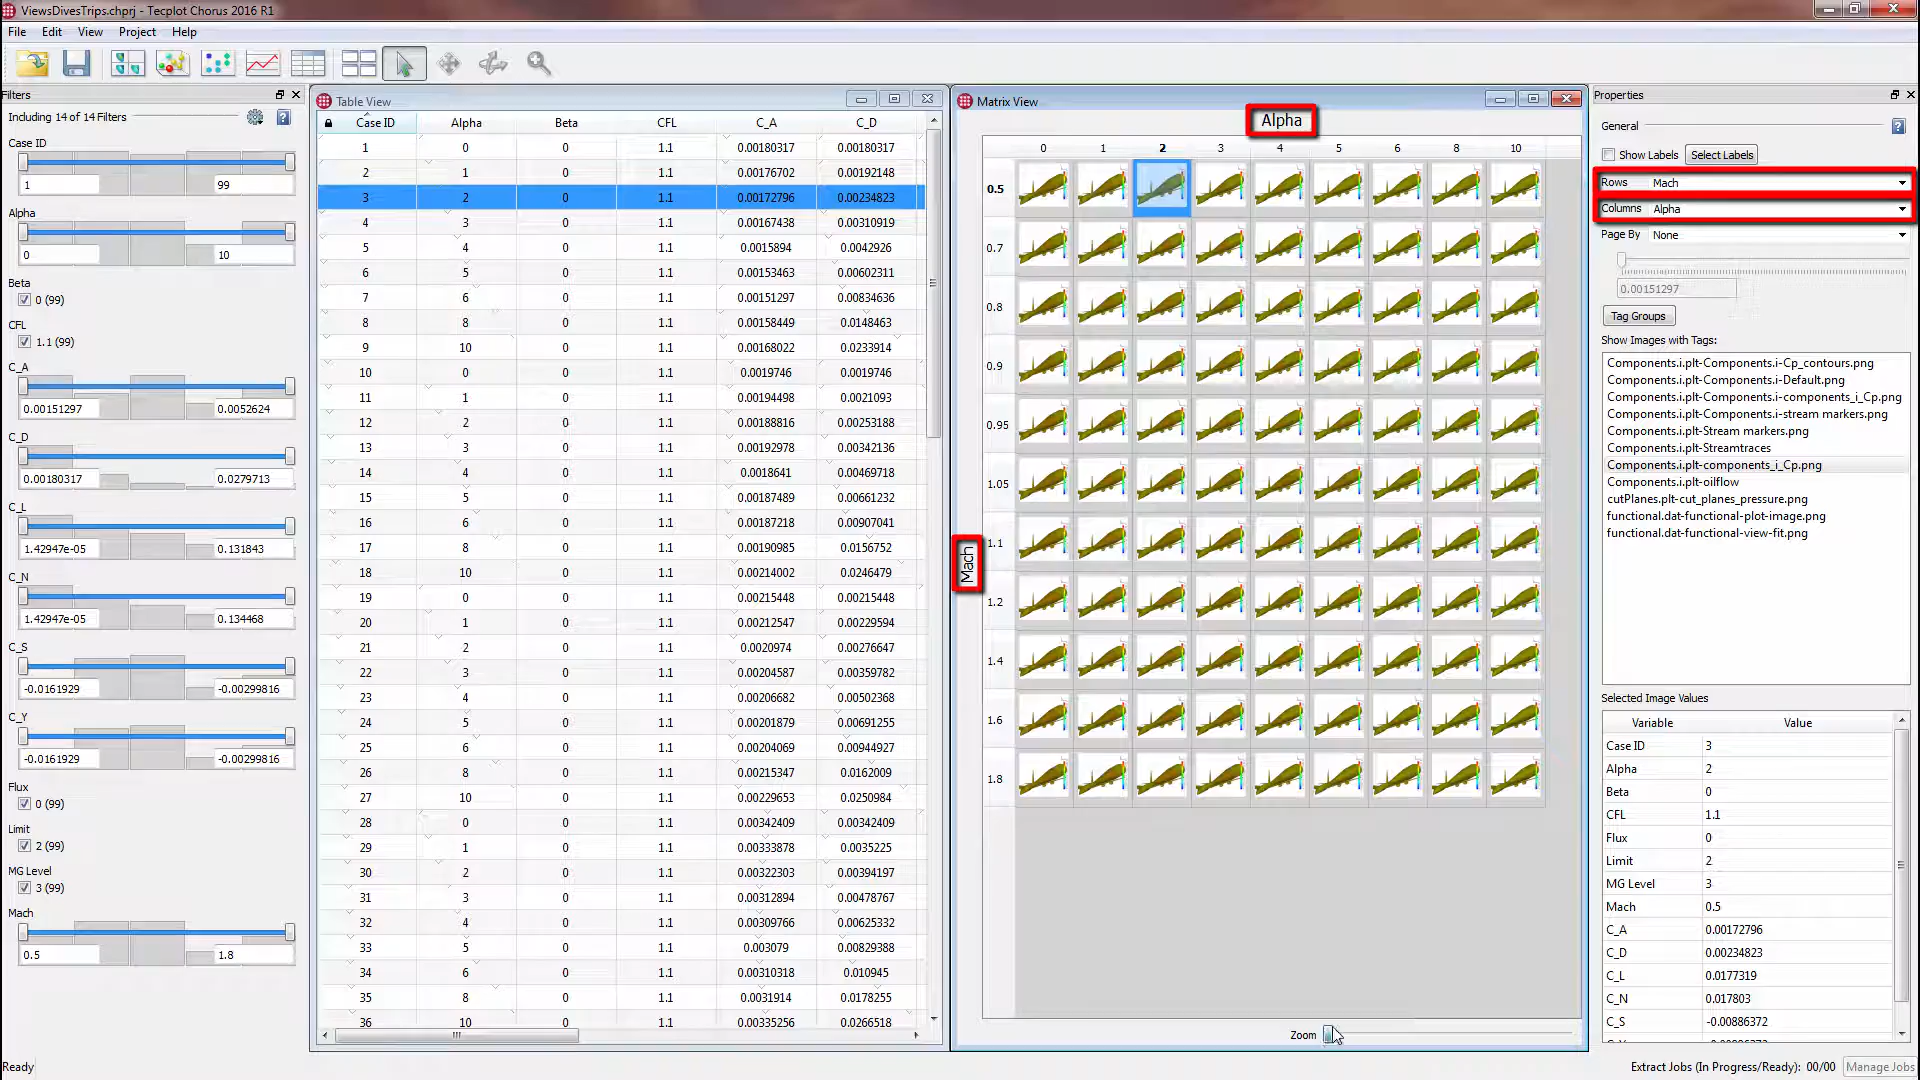 ViewsDivesTrips.chprj - Tecplot Chorus 2016 R1
File Edit View Project Help
Filters
Including 14 of 14 Filters
Case ID
1 99
Alpha
0 10
Beta
0 (99)
CFL
1.1 (99)
C_A
0.00151297 0.0052624
C_D
0.00180317 0.0279713
C_L
1.42947e-05 0.131843
C_N
1.42947e-05 0.134468
C_S
-0.0161929 -0.00299816
C_Y
-0.0161929 -0.00299816
Flux
0 (99)
Limit
2 (99)
MG Level
3 (99)
Mach
0.5 1.8
Table View
Case ID Alpha Beta CFL C_A C_D
1 0 0 1.1 0.00180317 0.00180317
2 1 0 1.1 0.00176702 0.00192148
3 2 0 1.1 0.00172796 0.00234823
4 3 0 1.1 0.00167438 0.00310919
5 4 0 1.1 0.0015894 0.0042926
6 5 0 1.1 0.00153463 0.00602311
7 6 0 1.1 0.00151297 0.00834636
8 8 0 1.1 0.00158449 0.0148463
9 10 0 1.1 0.00168022 0.0233914
10 0 0 1.1 0.0019746 0.0019746
11 1 0 1.1 0.00194498 0.0021093
12 2 0 1.1 0.00188816 0.00253188
13 3 0 1.1 0.00192978 0.00342136
14 4 0 1.1 0.0018641 0.00469718
15 5 0 1.1 0.00187489 0.00661232
16 6 0 1.1 0.00187218 0.00907041
17 8 0 1.1 0.00190985 0.0156752
18 10 0 1.1 0.00214002 0.0246479
19 0 0 1.1 0.00215448 0.00215448
20 1 0 1.1 0.00212547 0.00229594
21 2 0 1.1 0.0020974 0.00276647
22 3 0 1.1 0.00204587 0.00359782
23 4 0 1.1 0.00206682 0.00502368
24 5 0 1.1 0.00201879 0.00691255
25 6 0 1.1 0.00204069 0.00944927
26 8 0 1.1 0.00215347 0.0162009
27 10 0 1.1 0.00229653 0.0250984
28 0 0 1.1 0.00342409 0.00342409
29 1 0 1.1 0.00333878 0.0035225
30 2 0 1.1 0.00322303 0.00394197
31 3 0 1.1 0.00312894 0.00478767
32 4 0 1.1 0.00309766 0.00625332
33 5 0 1.1 0.003079 0.00829388
34 6 0 1.1 0.00310318 0.010945
35 8 0 1.1 0.0031914 0.0178255
36 10 0 1.1 0.00335256 0.0266518
Matrix View
Alpha
0 1 2 3 4 5 6 8 10
0.5
0.7
0.8
0.9
0.95
1.05
Mach
1.1
1.2
1.4
1.6
1.8
Zoom
Properties
General
Show Labels Select Labels
Rows Mach
Columns Alpha
Page By None
0.00151297
Tag Groups
Show Images with Tags:
Components.i.plt-Components.i-Cp_contours.png
Components.i.plt-Components.i-Default.png
Components.i.plt-Components.i-components_i_Cp.png
Components.i.plt-Components.i-stream markers.png
Components.i.plt-Stream markers.png
Components.i.plt-Streamtraces
Components.i.plt-components_i_Cp.png
Components.i.plt-oilflow
cutPlanes.plt-cut_planes_pressure.png
functional.dat-functional-plot-image.png
functional.dat-functional-view-fit.png
Selected Image Values
Variable Value
Case ID 3
Alpha 2
Beta 0
CFL 1.1
Flux 0
Limit 2
MG Level 3
Mach 0.5
C_A 0.00172796
C_D 0.00234823
C_L 0.0177319
C_N 0.017803
C_S -0.00886372
Ready
Extract Jobs (In Progress/Ready): 00/00 Manage Jobs